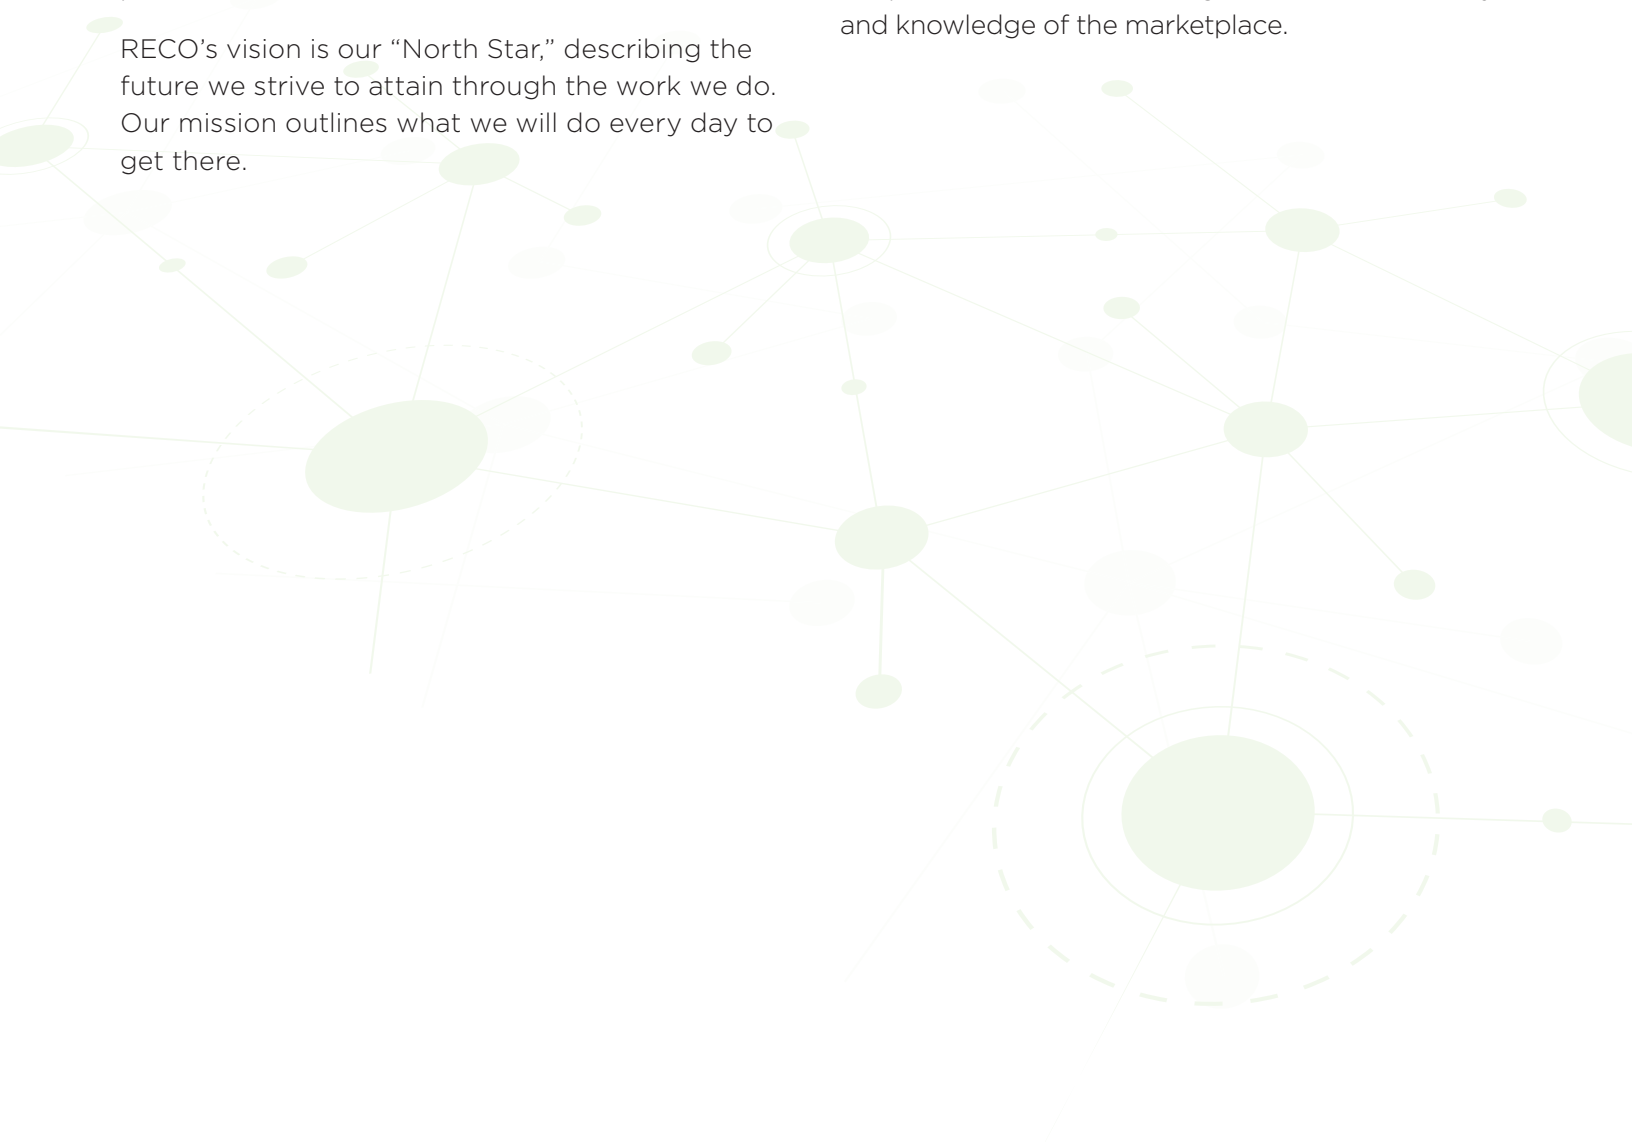 RECO’s vision is our “North Star,” describing the
future we strive to attain through the work we do.
Our mission outlines what we will do every day to
get there.
and knowledge of the marketplace.